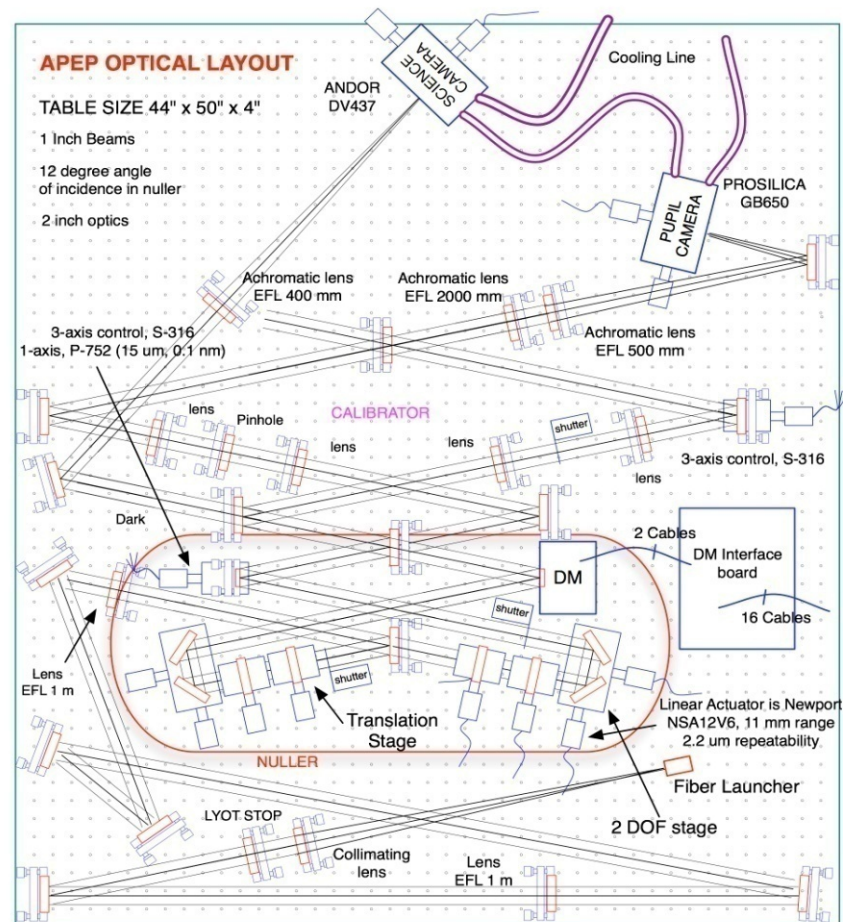 APEP OPTICAL LAYOUT
TABLE SIZE 44" x 50" x 4"
1 Inch Beams
12 degree angle
of incidence in nuller
2 inch optics
ANDOR
DV437
SCIENCE
CAMERA
Cooling Line
PROSILICA
GB650
PUPIL
CAMERA
Achromatic lens
EFL 400 mm
Achromatic lens
EFL 2000 mm
Achromatic lens
EFL 500 mm
3-axis control, S-316
1-axis, P-752 (15 um, 0.1 nm)
lens
Pinhole
CALIBRATOR
lens
lens
shutter
lens
3-axis control, S-316
Dark
2 Cables
DM Interface
board
16 Cables
DM
shutter
Lens
EFL 1 m
shutter
Translation
Stage
Linear Actuator is Newport
NSA12V6, 11 mm range
2.2 um repeatability
NULLER
Fiber Launcher
2 DOF stage
LYOT STOP
Collimating
lens
Lens
EFL 1 m